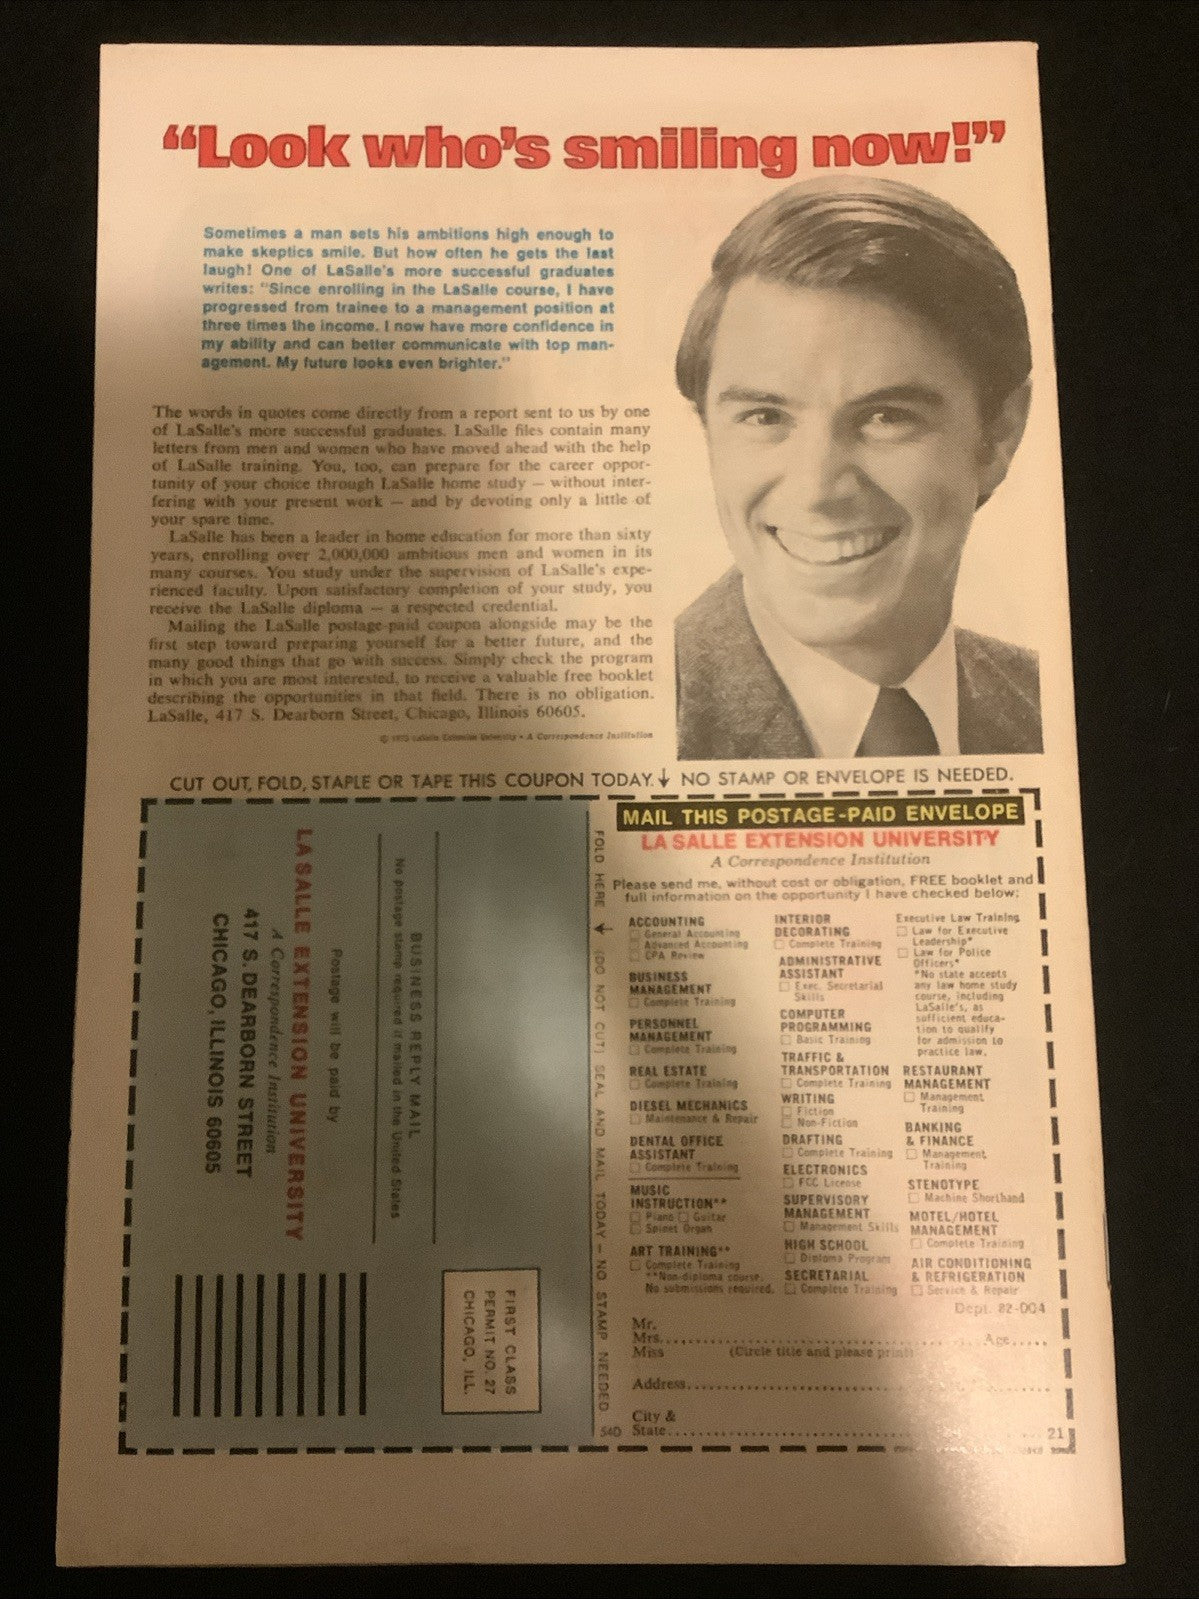 “Look who’s smiling now!”
Sometimes a man sets his ambitions high enough to
make skeptics smile. But how often he gets the last
laugh! One of LaSalle's more successful graduates
writes: "Since enrolling in the LaSalle course, I have
progressed from trainee to a management position at
three times the income. I now have more confidence in
my ability and can better communicate with top man-
agement. My future looks even brighter."
The words in quotes come directly from a report sent to us by one
of LaSalle's more successful graduates. LaSalle files contain many
letters from men and women who have moved ahead with the help
of LaSalle training. You, too, can prepare for the career oppor-
tunity of your choice through LaSalle home study — without inter-
fering with your present work — and by devoting only a little of
your spare time.
LaSalle has been a leader in home education for more than sixty
years, enrolling over 2,000,000 ambitious men and women in its
many courses. You study under the supervision of LaSalle's expe-
rienced faculty. Upon satisfactory completion of your study, you
receive the LaSalle diploma — a respected credential.
Mailing the LaSalle postage-paid coupon alongside may be the
first step toward preparing yourself for a better future, and the
many good things that go with success. Simply check the program
in which you are most interested, to receive a valuable free booklet
describing the opportunities in that field. There is no obligation.
LaSalle, 417 S. Dearborn Street, Chicago, Illinois 60605.
© LaSalle Extension University • A Correspondence Institution
CUT OUT, FOLD, STAPLE OR TAPE THIS COUPON TODAY. ↓ NO STAMP OR ENVELOPE IS NEEDED.
BUSINESS REPLY MAIL
No postage stamp required if mailed in the United States
Postage will be paid by
LA SALLE EXTENSION UNIVERSITY
A Correspondence Institution
417 S. DEARBORN STREET
CHICAGO, ILLINOIS 60605
FIRST CLASS
PERMIT NO. 27
CHICAGO, ILL.
FOLD HERE ↓ (DO NOT CUT) SEAL AND MAIL TODAY — NO STAMP NEEDED
540
MAIL THIS POSTAGE-PAID ENVELOPE
LA SALLE EXTENSION UNIVERSITY
A Correspondence Institution
Please send me, without cost or obligation, FREE booklet and
full information on the opportunity I have checked below:
ACCOUNTING
☐ General Accounting
☐ Advanced Accounting
☐ CPA Review
BUSINESS
MANAGEMENT
☐ Complete Training
PERSONNEL
MANAGEMENT
☐ Complete Training
REAL ESTATE
☐ Complete Training
DIESEL MECHANICS
☐ Maintenance & Repair
DENTAL OFFICE
ASSISTANT
☐ Complete Training
MUSIC
INSTRUCTION**
☐ Piano ☐ Guitar
☐ Spinet Organ
ART TRAINING**
☐ Complete Training
**Non-diploma course.
No submissions required.
INTERIOR
DECORATING
☐ Complete Training
ADMINISTRATIVE
ASSISTANT
☐ Exec. Secretarial
Skills
COMPUTER
PROGRAMMING
☐ Basic Training
TRAFFIC &
TRANSPORTATION
☐ Complete Training
WRITING
☐ Fiction
☐ Non-Fiction
DRAFTING
☐ Complete Training
ELECTRONICS
☐ FCC License
SUPERVISORY
MANAGEMENT
☐ Management Skills
HIGH SCHOOL
☐ Diploma Program
SECRETARIAL
☐ Complete Training
Executive Law Training
☐ Law for Executive
Leadership*
☐ Law for Police
Officers*
*No state accepts
any law home study
course, including
LaSalle's, as
sufficient educa-
tion to qualify
for admission to
practice law.
RESTAURANT
MANAGEMENT
☐ Management
Training
BANKING
& FINANCE
☐ Management
Training
STENOTYPE
☐ Machine Shorthand
MOTEL/HOTEL
MANAGEMENT
☐ Complete Training
AIR CONDITIONING
& REFRIGERATION
☐ Service & Repair
Dept. 82-004
Mr.
Mrs. Age
Miss (Circle title and please print)
Address
City &
State
21